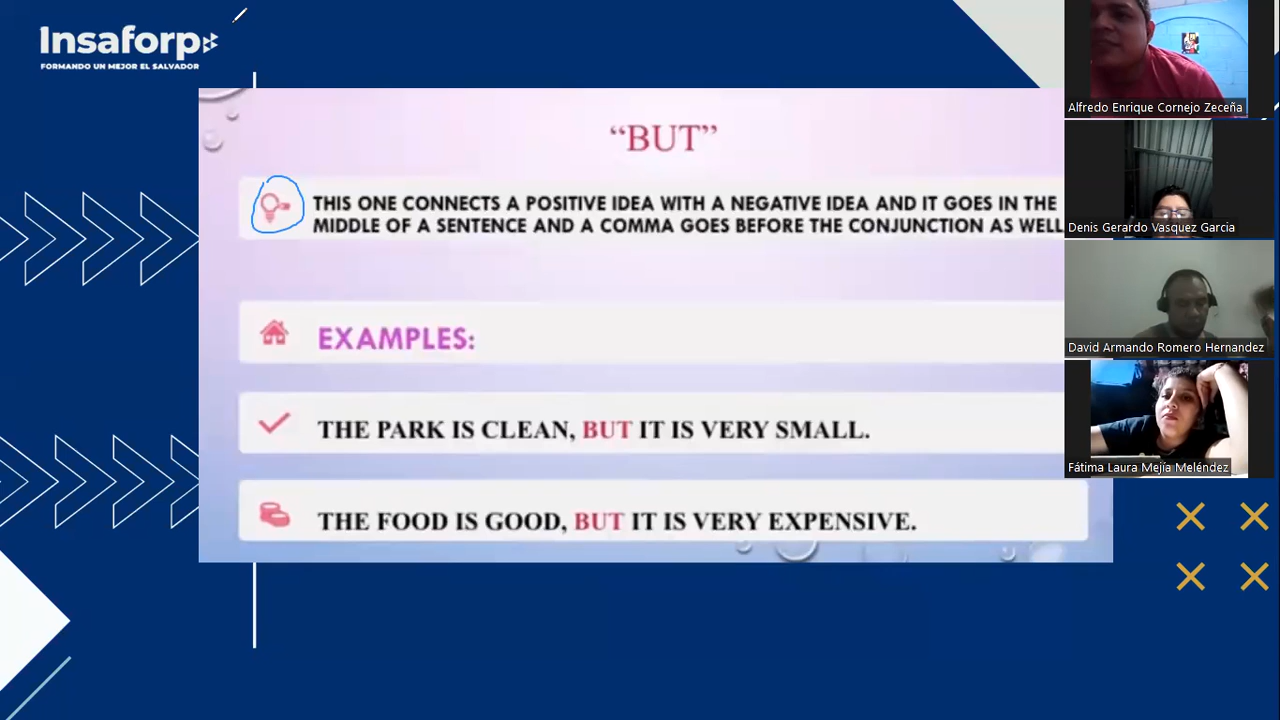 Insaforp
FORMANDO UN MEJOR EL SALVADOR
“BUT”
THIS ONE CONNECTS A POSITIVE IDEA WITH A NEGATIVE IDEA AND IT GOES IN THE
MIDDLE OF A SENTENCE AND A COMMA GOES BEFORE THE CONJUNCTION AS WELL
EXAMPLES:
THE PARK IS CLEAN, BUT IT IS VERY SMALL.
THE FOOD IS GOOD, BUT IT IS VERY EXPENSIVE.
Alfredo Enrique Cornejo Zeceña
Denis Gerardo Vasquez Garcia
David Armando Romero Hernandez
Fátima Laura Mejía Meléndez